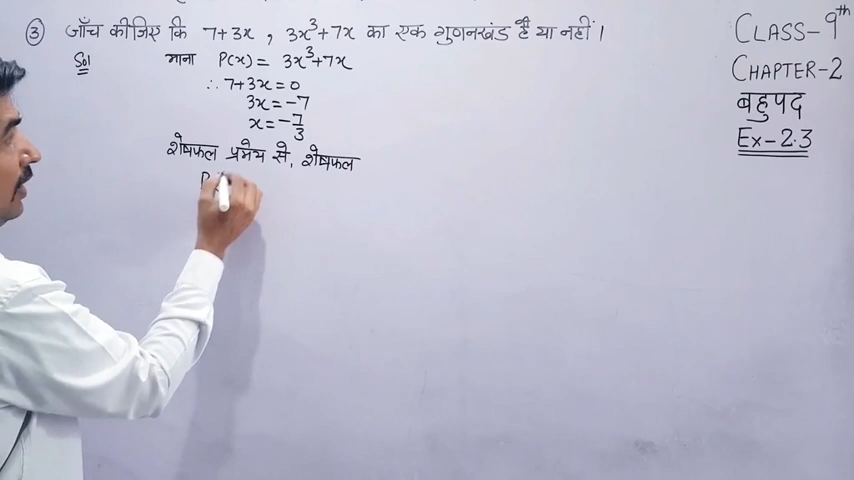 ③ जाँच कीजिए कि 7+3x , 3x³+7x का एक गुणनखंड है या नहीं ।
Sol माना P(x) = 3x³+7x
∴ 7+3x=0
3x=-7
x=-7/3
शेषफल प्रमेय से, शेषफल
P
CLASS-9th
CHAPTER-2
बहुपद
Ex-2.3